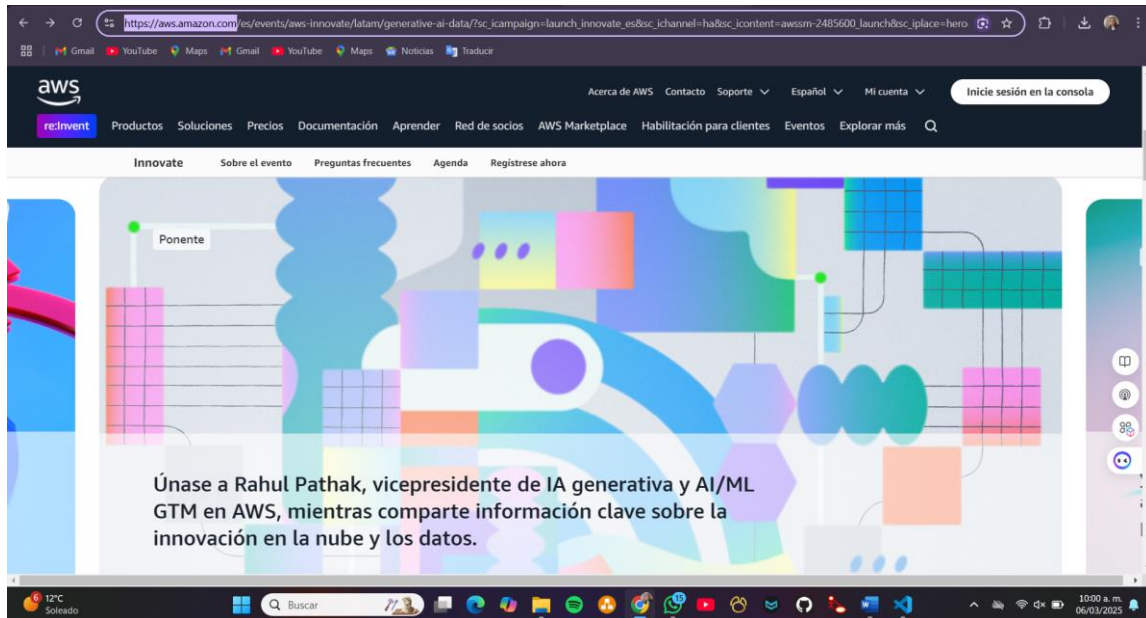 https://aws.amazon.com/es/events/aws-innovate/latam/generative-ai-data/?sc_icampaign=launch_innovate_es&sc_ichannel=ha&sc_icontent=awssm-2485600_launch&sc_iplace=hero
Gmail YouTube Maps Gmail YouTube Maps Noticias Traducir
aws
Acerca de AWS Contacto Soporte Español Mi cuenta Inicie sesión en la consola
re:Invent Productos Soluciones Precios Documentación Aprender Red de socios AWS Marketplace Habilitación para clientes Eventos Explorar más
Innovate Sobre el evento Preguntas frecuentes Agenda Regístrese ahora
Ponente
Únase a Rahul Pathak, vicepresidente de IA generativa y AI/ML
GTM en AWS, mientras comparte información clave sobre la
innovación en la nube y los datos.
6 12°C
Soleado
Buscar
15
10:00 a. m.
06/03/2025